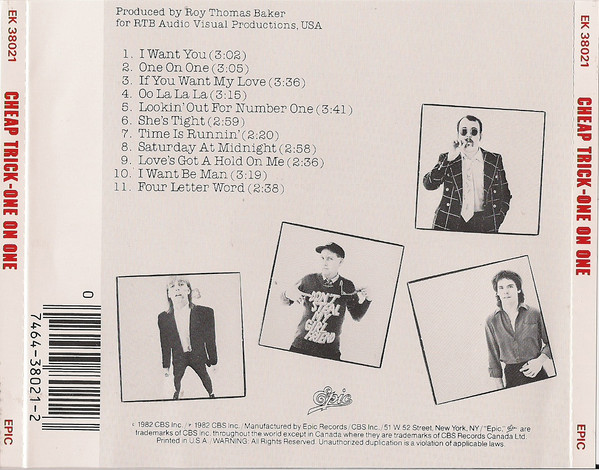 EK 38021
CHEAP TRICK-ONE ON ONE
EPIC
Produced by Roy Thomas Baker
for RTB Audio Visual Productions, USA
1. I Want You (3:02)
2. One On One (3:05)
3. If You Want My Love (3:36)
4. Oo La La La (3:15)
5. Lookin' Out For Number One (3:41)
6. She's Tight (2:59)
7. Time Is Runnin' (2:20)
8. Saturday At Midnight (2:58)
9. Love's Got A Hold On Me (2:36)
10. I Want Be Man (3:19)
11. Four Letter Word (2:38)
DON'T
STEAL
MY
GIRL
FRIEND
0
7464-38021-2
Epic
© 1982 CBS Inc./℗ 1982 CBS Inc./Manufactured by Epic Records/CBS Inc./51 W. 52 Street, New York, NY/"Epic," are
trademarks of CBS Inc. throughout the world except in Canada where they are trademarks of CBS Records Canada Ltd.
Printed in U.S.A./WARNING: All Rights Reserved. Unauthorized duplication is a violation of applicable laws.
EK 38021
CHEAP TRICK-ONE ON ONE
EPIC